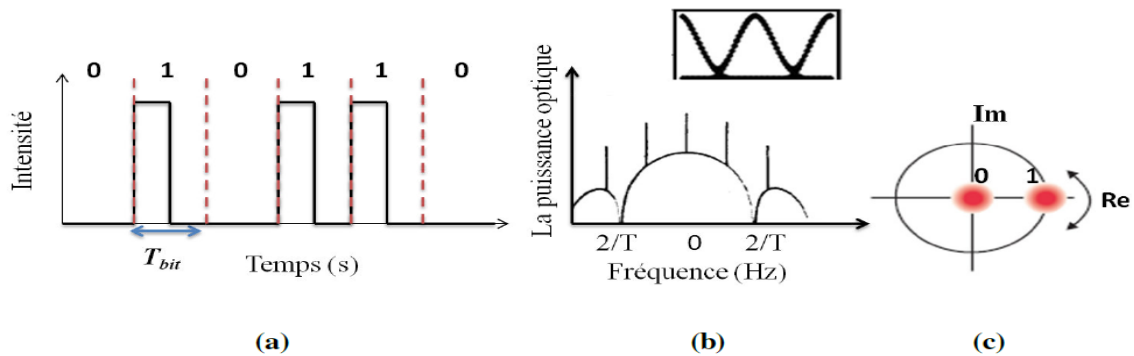 0 1 0 1 1 0
Intensité
T_bit
Temps (s)
(a)
La puissance optique
2/T 0 2/T
Fréquence (Hz)
(b)
Im
0 1
Re
(c)